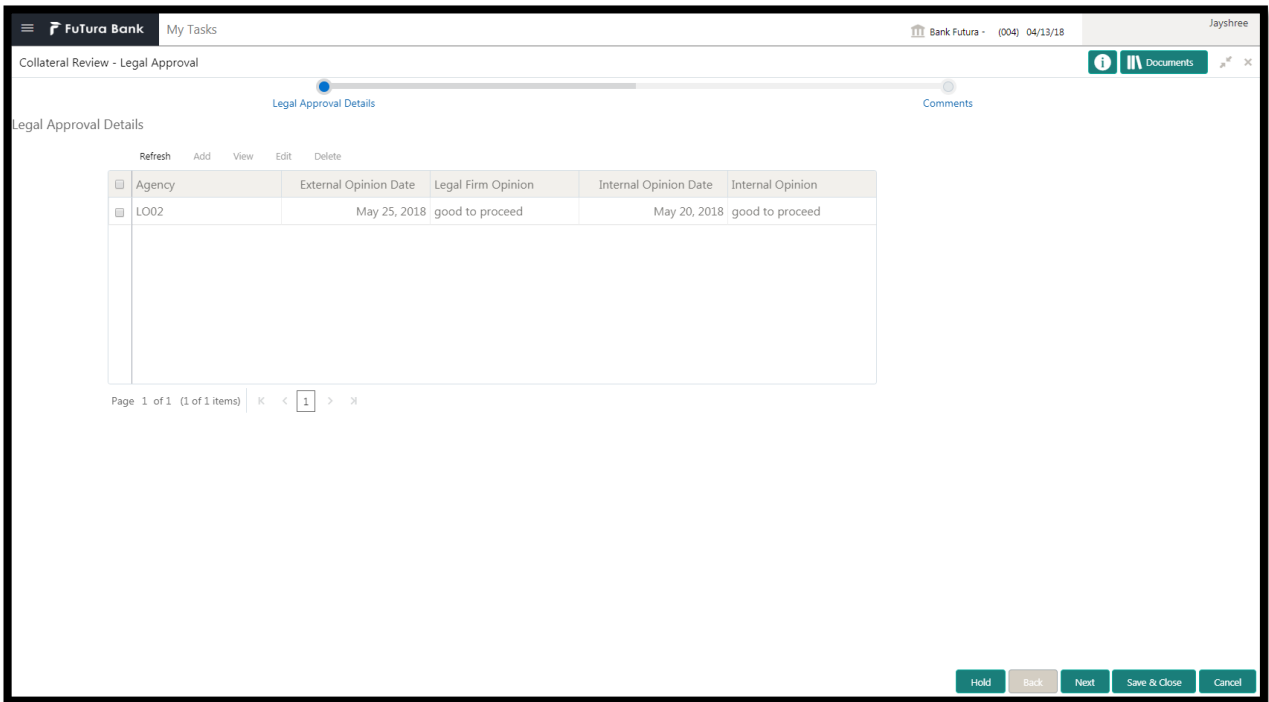 FuTura Bank My Tasks Bank Futura - (004) 04/13/18 Jayshree
Collateral Review - Legal Approval Documents
Legal Approval Details Comments
Legal Approval Details
Refresh Add View Edit Delete
Agency External Opinion Date Legal Firm Opinion Internal Opinion Date Internal Opinion
LO02 May 25, 2018 good to proceed May 20, 2018 good to proceed
Page 1 of 1 (1 of 1 items) 1
Hold Back Next Save & Close Cancel